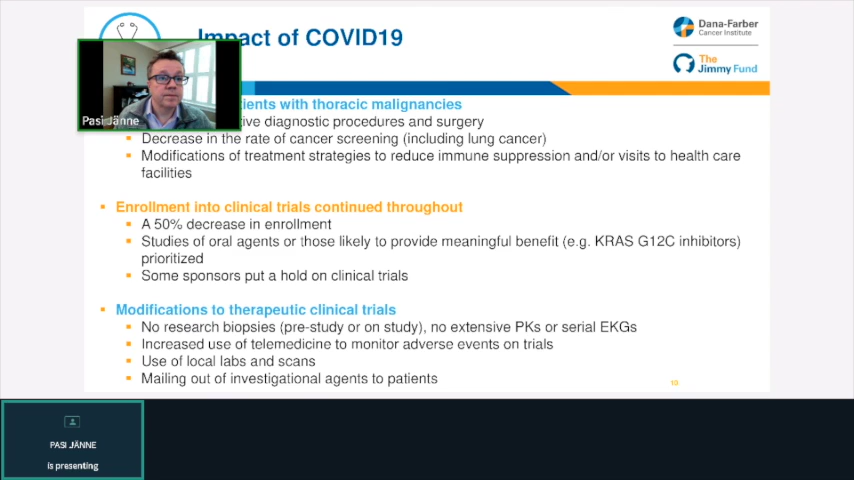 Impact of COVID19
Dana-Farber
Cancer Institute
The
Jimmy Fund
Pasi Jänne
tients with thoracic malignancies
tive diagnostic procedures and surgery
▪ Decrease in the rate of cancer screening (including lung cancer)
▪ Modifications of treatment strategies to reduce immune suppression and/or visits to health care
facilities
▪ Enrollment into clinical trials continued throughout
▪ A 50% decrease in enrollment
▪ Studies of oral agents or those likely to provide meaningful benefit (e.g. KRAS G12C inhibitors)
prioritized
▪ Some sponsors put a hold on clinical trials
▪ Modifications to therapeutic clinical trials
▪ No research biopsies (pre-study or on study), no extensive PKs or serial EKGs
▪ Increased use of telemedicine to monitor adverse events on trials
▪ Use of local labs and scans
▪ Mailing out of investigational agents to patients
10
PASI JÄNNE
is presenting